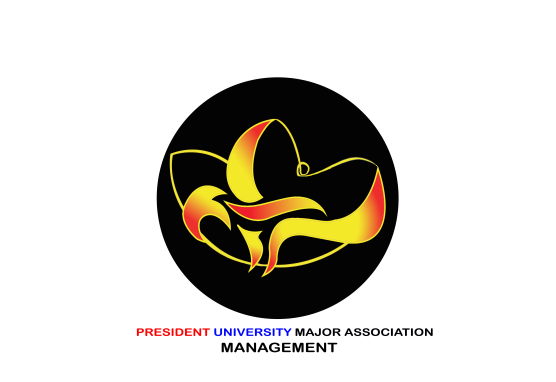 PRESIDENT UNIVERSITY MAJOR ASSOCIATION
MANAGEMENT